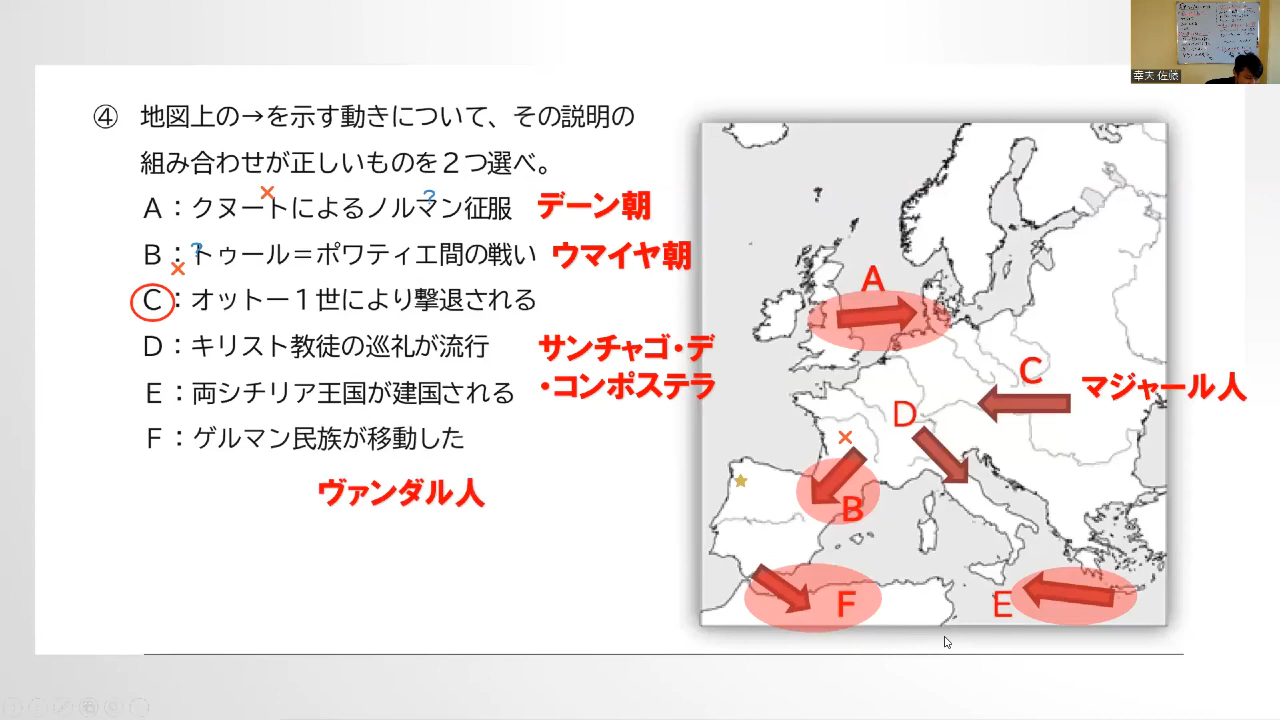 幸夫 佐藤
④ 地図上の→を示す動きについて、その説明の
組み合わせが正しいものを２つ選べ。
A：クヌートによるノルマン征服 デーン朝
× ?
B：トゥール＝ポワティエ間の戦い ウマイヤ朝
× ?
C：オットー１世により撃退される
D：キリスト教徒の巡礼が流行 サンチャゴ・デ
・コンポステラ
E：両シチリア王国が建国される
F：ゲルマン民族が移動した
ヴァンダル人
A
C
マジャール人
D
×
B
F
E